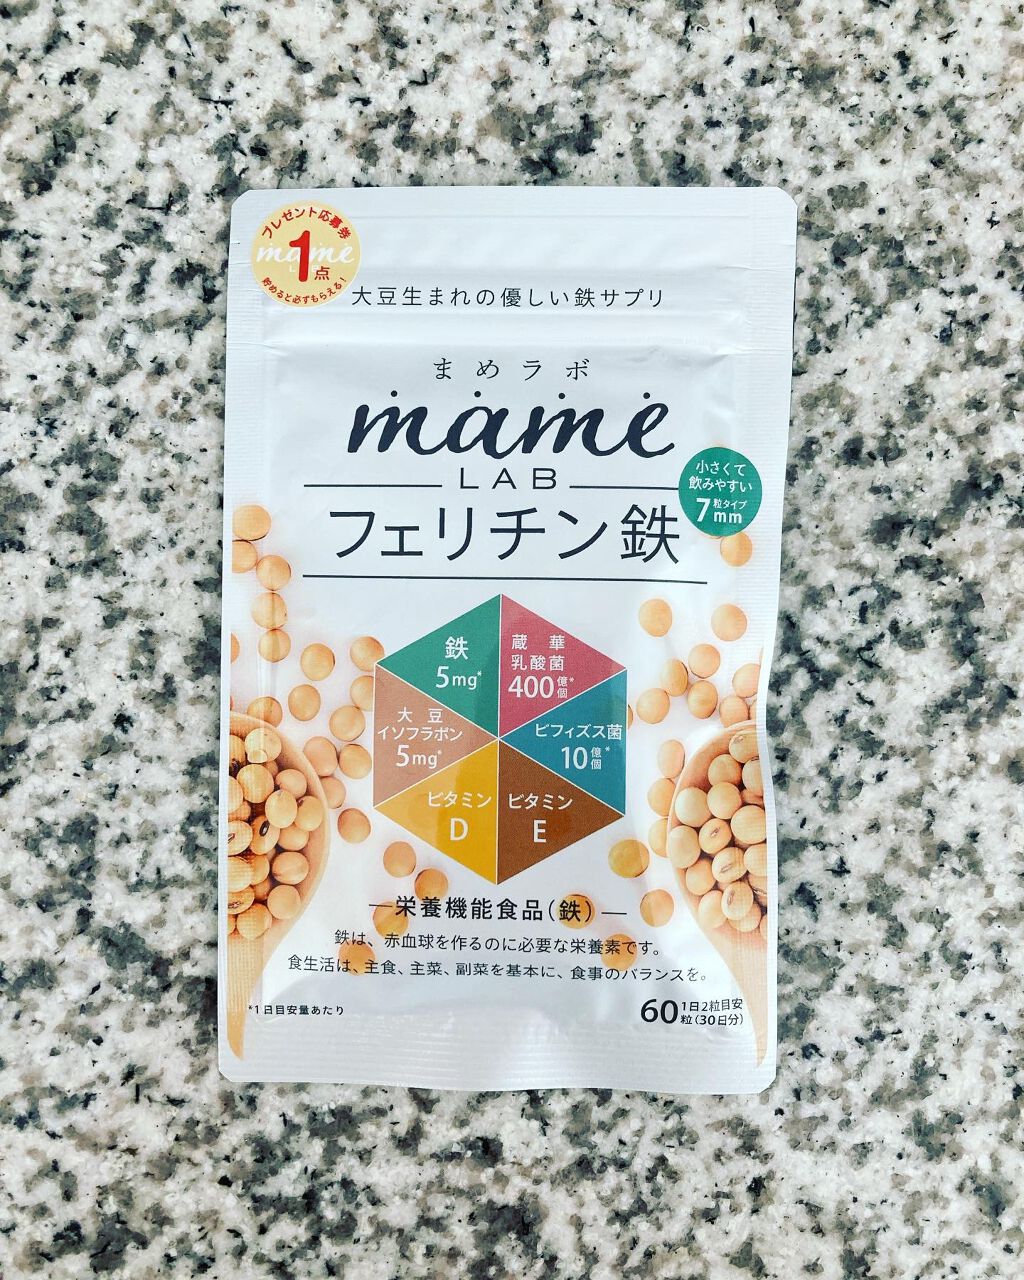 プレゼント応募券
mame
1点
貯めると必ずもらえる!
大豆生まれの優しい鉄サプリ
まめラボ
mame
LAB
小さくて
飲みやすい
7粒タイプmm
フェリチン鉄
鉄
5mg*
蔵華
乳酸菌
400億個*
大豆
イソフラボン
5mg*
ビフィズス菌
10億個*
ビタミン
D
ビタミン
E
栄養機能食品(鉄)
鉄は、赤血球を作るのに必要な栄養素です。
食生活は、主食、主菜、副菜を基本に、食事のバランスを。
*1日目安量あたり
60粒
1日2粒目安
(30日分)